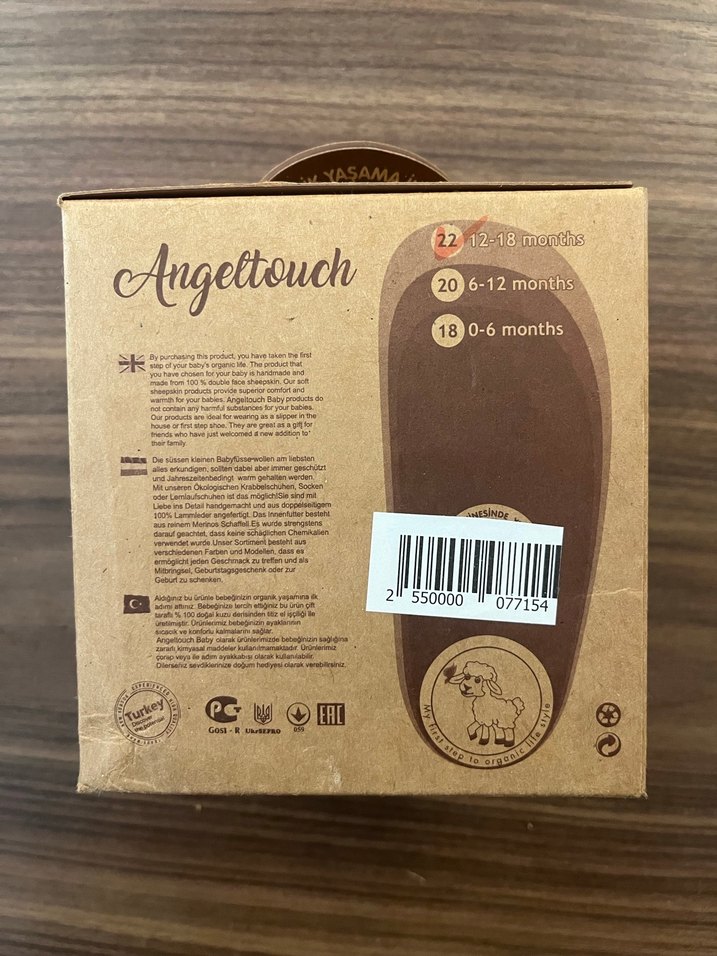 YAŞAMA
Angeltouch
22 12-18 months
20 6-12 months
18 0-6 months
By purchasing this product, you have taken the first
step of your baby's organic life. The product that
you have chosen for your baby is handmade and
made from 100 % double face sheepskin. Our soft
sheepskin products provide superior comfort and
warmth for your babies. Angeltouch Baby products do
not contain any harmful substances for your babies.
Our products are ideal for wearing as a slipper in the
house or first step shoe. They are great as a gift for
friends who have just welcomed a new addition to
their family.
Die süssen kleinen Babyfüsse wollen am liebsten
alles erkundigen, sollten dabei aber immer geschützt
und Jahreszeitenbedingt warm gehalten werden.
Mit unseren Ökologischen Krabbelschuhen, Socken
oder Lernlaufschuhen ist das möglich!Sie sind mit
Liebe ins Detail handgemacht und aus doppelseitigem
100% Lammleder angefertigt. Das Innenfutter besteht
aus reinem Merinos Schaffell.Es wurde strengstens
darauf geachtet, dass keine schädlichen Chemikalien
verwendet wurde.Unser Sortiment besteht aus
verschiedenen Farben und Modellen, dass es
ermöglicht jeden Geschmack zu treffen und als
Mitbringsel, Geburtstagsgeschenk oder zur
Geburt zu schenken.
Aldığınız bu ürünle bebeğinizin organik yaşamına ilk
adımı attınız. Bebeğinize tercih ettiğiniz bu ürün çift
taraflı % 100 doğal kuzu derisinden titiz el işçiliği ile
üretilmiştir. Ürünlerimiz bebeğinizin ayaklarının
sıcacık ve konforlu kalmalarını sağlar.
Angeltouch Baby olarak ürünlerimizde bebeğinizin sağlığına
zararlı kimyasal maddeler kullanılmamaktadır. Ürünlerimiz
çorap veya ile adım ayakkabısı olarak kullanılabilir.
Dilerseniz sevdiklerinize doğum hediyesi olarak verebilirsiniz.
2 550000 077154
Turkey
Discover
the potential
PCT
GOST - R
UkrSEPRO
059
EAC
My first step to organic life style